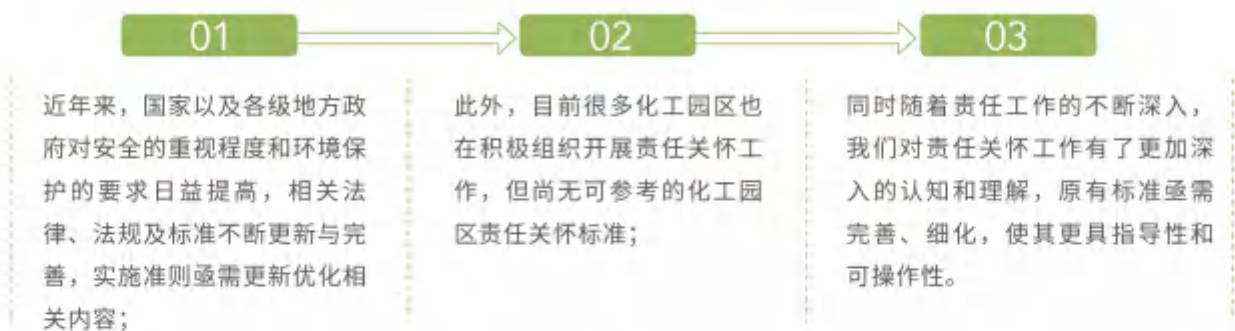 01
近年来，国家以及各级地方政
府对安全的重视程度和环境保
护的要求日益提高，相关法
律、法规及标准不断更新与完
善，实施准则亟需更新优化相
关内容；
02
此外，目前很多化工园区也
在积极组织开展责任关怀工
作，但尚无可参考的化工园
区责任关怀标准；
03
同时随着责任工作的不断深入，
我们对责任关怀工作有了更加深
入的认知和理解，原有标准亟需
完善、细化，使其更具指导性和
可操作性。